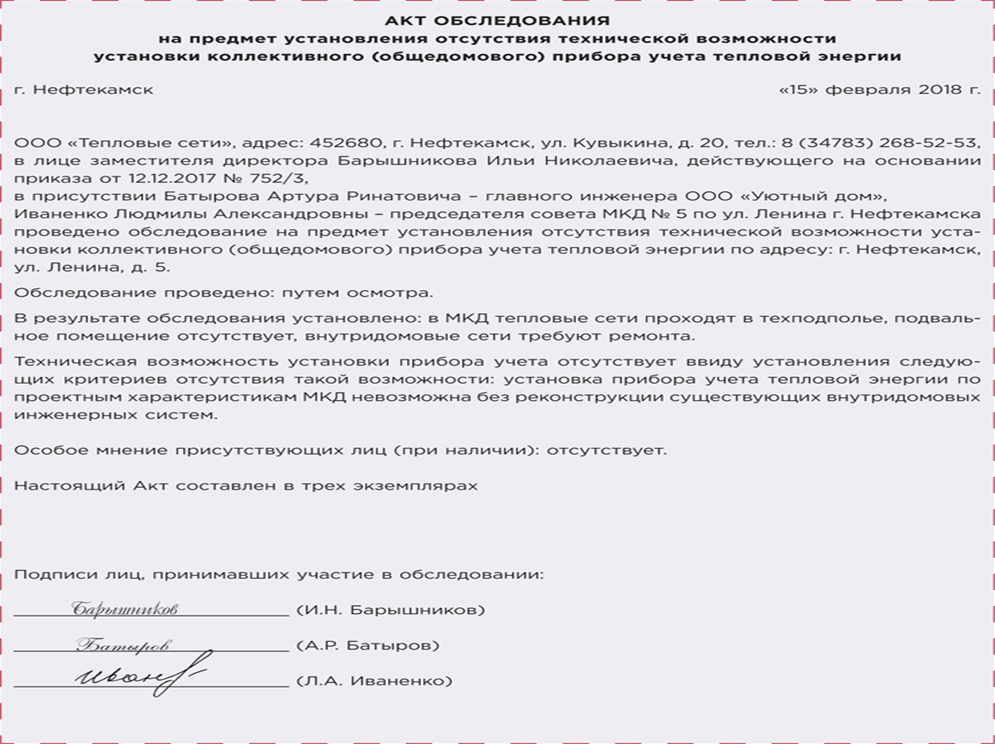 АКТ ОБСЛЕДОВАНИЯ
на предмет установления отсутствия технической возможности
установки коллективного (общедомового) прибора учета тепловой энергии
г. Нефтекамск «15» февраля 2018 г.
ООО «Тепловые сети», адрес: 452680, г. Нефтекамск, ул. Кувыкина, д. 20, тел.: 8 (34783) 268-52-53,
в лице заместителя директора Барышникова Ильи Николаевича, действующего на основании
приказа от 12.12.2017 № 752/3,
в присутствии Батырова Артура Ринатовича – главного инженера ООО «Уютный дом»,
Иваненко Людмилы Александровны – председателя совета МКД № 5 по ул. Ленина г. Нефтекамска
проведено обследование на предмет установления отсутствия технической возможности уста-
новки коллективного (общедомового) прибора учета тепловой энергии по адресу: г. Нефтекамск,
ул. Ленина, д. 5.
Обследование проведено: путем осмотра.
В результате обследования установлено: в МКД тепловые сети проходят в техподполье, подваль-
ное помещение отсутствует, внутридомовые сети требуют ремонта.
Техническая возможность установки прибора учета отсутствует ввиду установления следую-
щих критериев отсутствия такой возможности: установка прибора учета тепловой энергии по
проектным характеристикам МКД невозможна без реконструкции существующих внутридомовых
инженерных систем.
Особое мнение присутствующих лиц (при наличии): отсутствует.
Настоящий Акт составлен в трех экземплярах
Подписи лиц, принимавших участие в обследовании:
Барышников (И.Н. Барышников)
Батыров (А.Р. Батыров)
Иванв (Л.А. Иваненко)